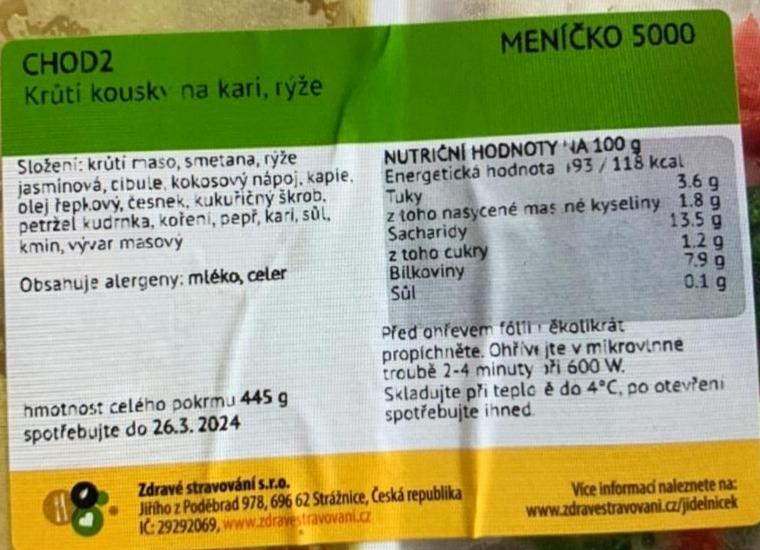 CHOD2
Krůtí kousky na kari, rýže
MENÍČKO 5000
Složení: krůtí maso, smetana, rýže
jasmínová, cibule, kokosový nápoj, kapie,
olej řepkový, česnek, kukuřičný škrob,
petržel kudrnka, koření, pepř, kari, sůl,
kmín, vývar masový
Obsahuje alergeny: mléko, celer
hmotnost celého pokrmu 445 g
spotřebujte do 26.3. 2024
NUTRIČNÍ HODNOTY NA 100 g
Energetická hodnota 493 / 118 kcal
Tuky 3.6 g
z toho nasycené mastné kyseliny 1.8 g
Sacharidy 13.5 g
z toho cukry 1.2 g
Bílkoviny 7.9 g
Sůl 0.1 g
Před ohřevem fólii několikrát
propíchněte. Ohřívejte v mikrovlnné
troubě 2-4 minuty při 600 W.
Skladujte při teplotě do 4°C, po otevření
spotřebujte ihned.
Zdravé stravování s.r.o.
Jiřího z Poděbrad 978, 696 62 Strážnice, Česká republika
IČ: 29292069, www.zdravestravovani.cz
Více informací naleznete na:
www.zdravestravovani.cz/jidelnicek